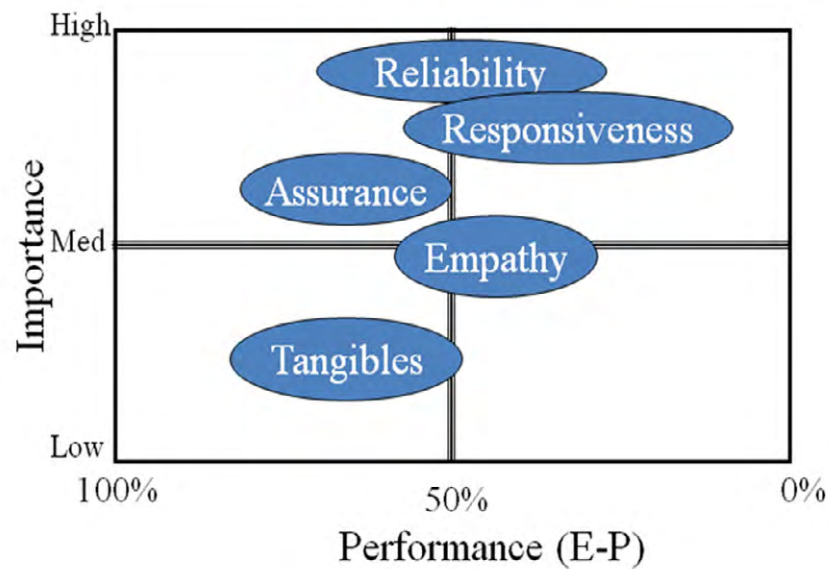 High
Reliability
Responsiveness
Assurance
Importance
Med
Empathy
Tangibles
Low
100%
50%
0%
Performance (E-P)